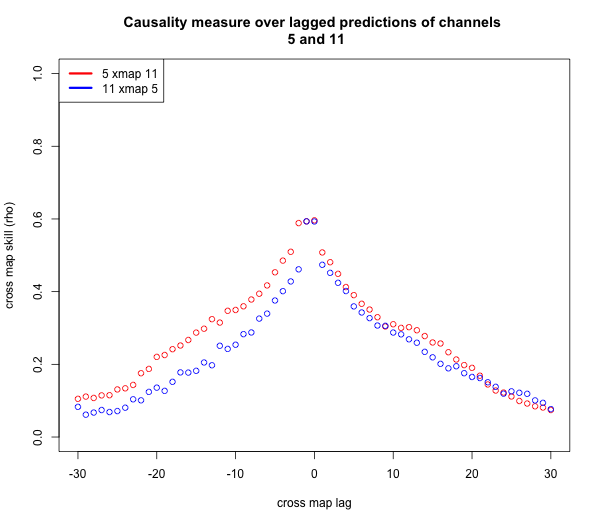 Causality measure over lagged predictions of channels
5 and 11
5 xmap 11
11 xmap 5
1.0
0.8
0.6
0.4
0.2
0.0
cross map skill (rho)
-30 -20 -10 0 10 20 30
cross map lag